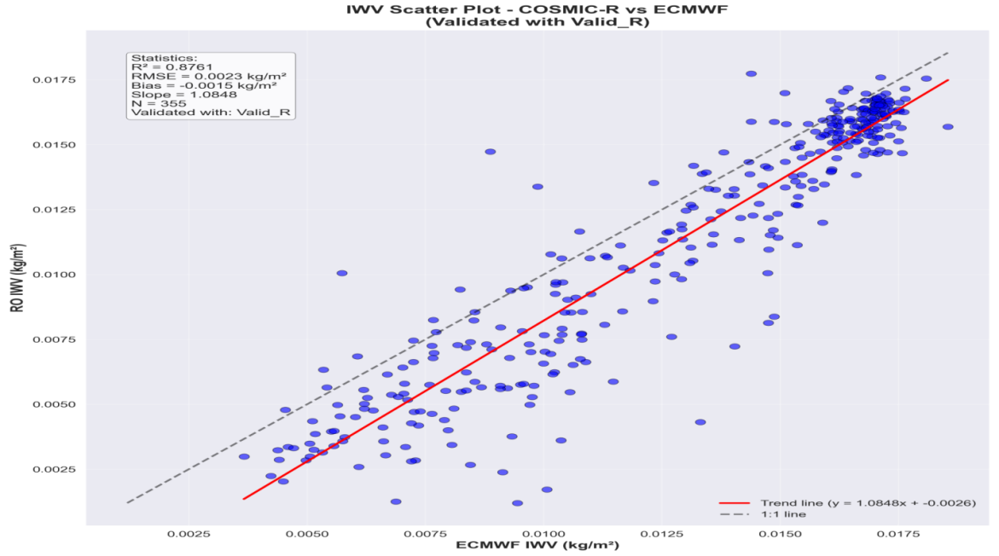 IWV Scatter Plot - COSMIC-R vs ECMWF
(Validated with Valid_R)
Statistics:
R² = 0.8761
RMSE = 0.0023 kg/m²
Bias = -0.0015 kg/m²
Slope = 1.0848
N = 355
Validated with: Valid_R
RO IWV (kg/m²)
0.0175
0.0150
0.0125
0.0100
0.0075
0.0050
0.0025
Trend line (y = 1.0848x + -0.0026)
1:1 line
0.0025 0.0050 0.0075 0.0100 0.0125 0.0150 0.0175
ECMWF IWV (kg/m²)